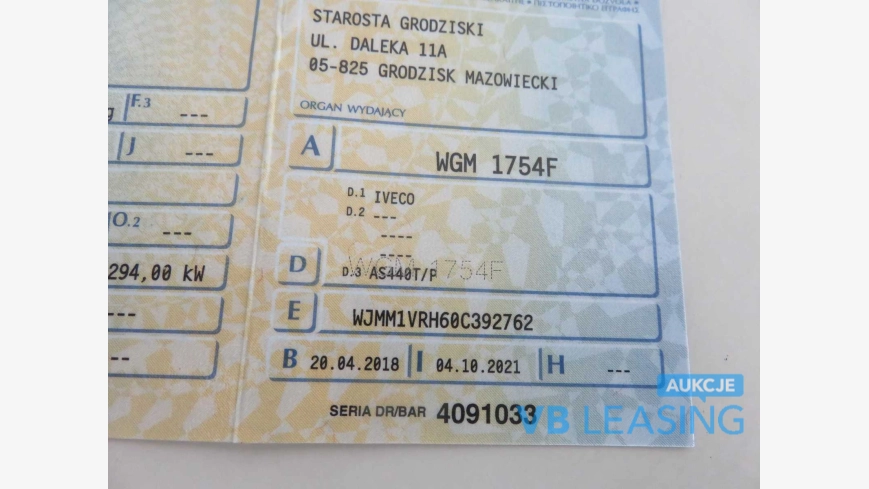 STAROSTA GRODZISKI
UL. DALEKA 11A
05-825 GRODZISK MAZOWIECKI
ORGAN WYDAJĄCY
F.3 ---
J ---
A WGM 1754F
D.1 IVECO
D.2 ---
----
----
O.2 ---
D WGM 1754F
D.3 AS440T/P
294,00 kW
E WJMM1VRH60C392762
---
B 20.04.2018 I 04.10.2021 H ---
--
SERIA DR/BAR 4091033
AUKCJE
VB LEASING